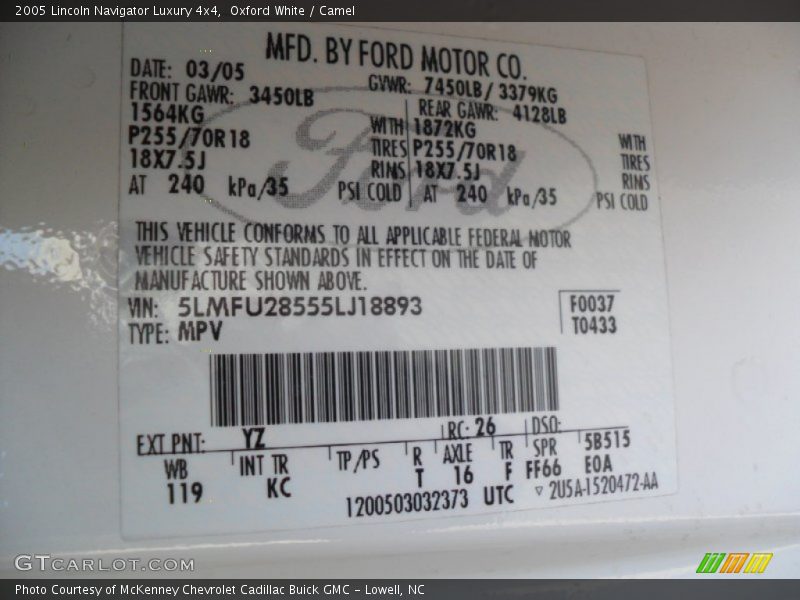 2005 Lincoln Navigator Luxury 4x4, Oxford White / Camel
MFD. BY FORD MOTOR CO.
DATE: 03/05
GVWR: 7450LB/ 3379KG
FRONT GAWR: 3450LB
REAR GAWR: 4128LB
1564KG WITH 1872KG WITH
P255/70R18 TIRES P255/70R18 TIRES
18X7.5J RINS 18X7.5J RINS
AT 240 kPa/35 PSI COLD AT 240 kPa/35 PSI COLD
Ford
THIS VEHICLE CONFORMS TO ALL APPLICABLE FEDERAL MOTOR
VEHICLE SAFETY STANDARDS IN EFFECT ON THE DATE OF
MANUFACTURE SHOWN ABOVE.
VIN: 5LMFU28555LJ18893 F0037
TYPE: MPV T0433
EXT PNT: YZ RC: 26 DSO:
WB INT TR TP/PS R AXLE TR SPR 5B515
119 KC T 16 F FF66 E0A
1200503032373 UTC ▽ 2U5A-1520472-AA
GTCARLOT.COM
Photo Courtesy of McKenney Chevrolet Cadillac Buick GMC - Lowell, NC